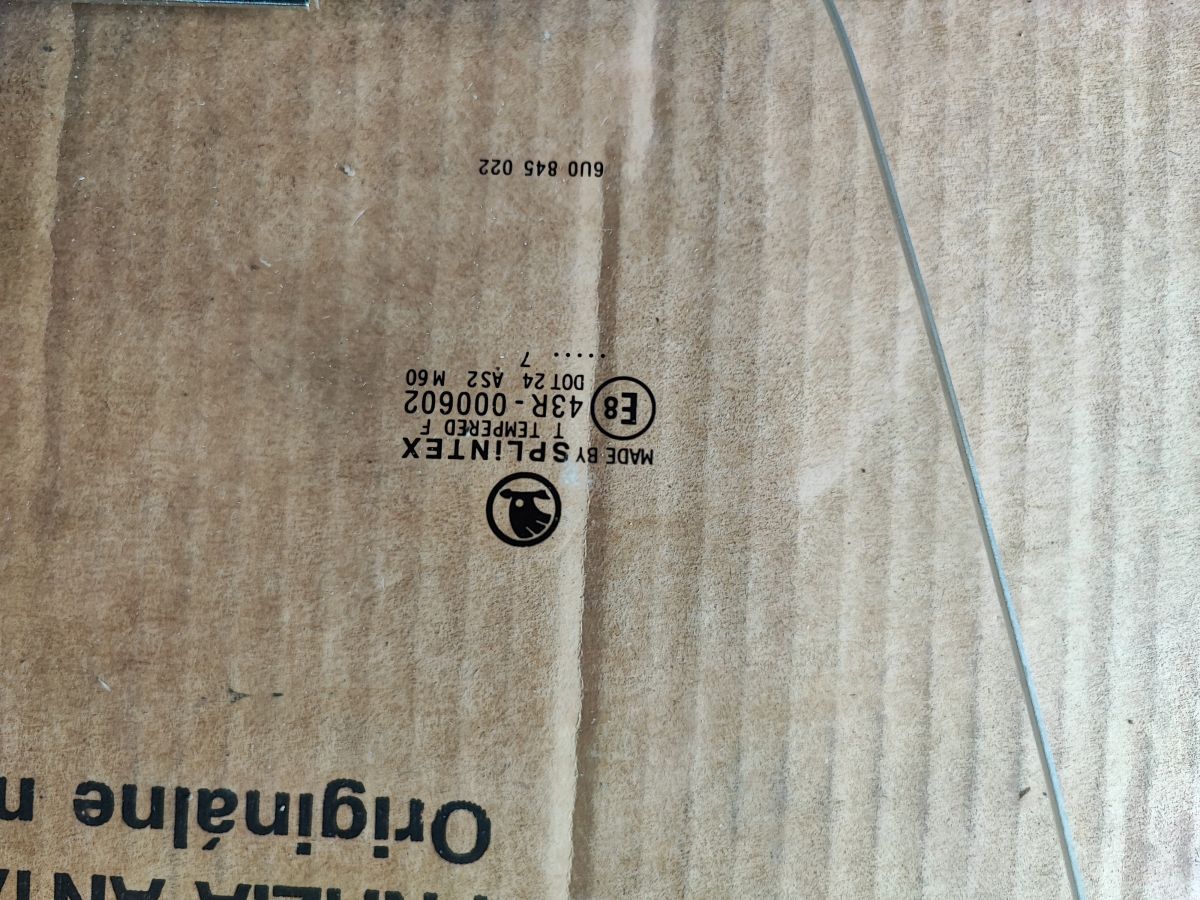 Originálne
MADE BY SPLiNTEX
T TEMPERED F
E8 43R - 000602
DOT 24 AS2 M 60
..... 7
6U0 845 022